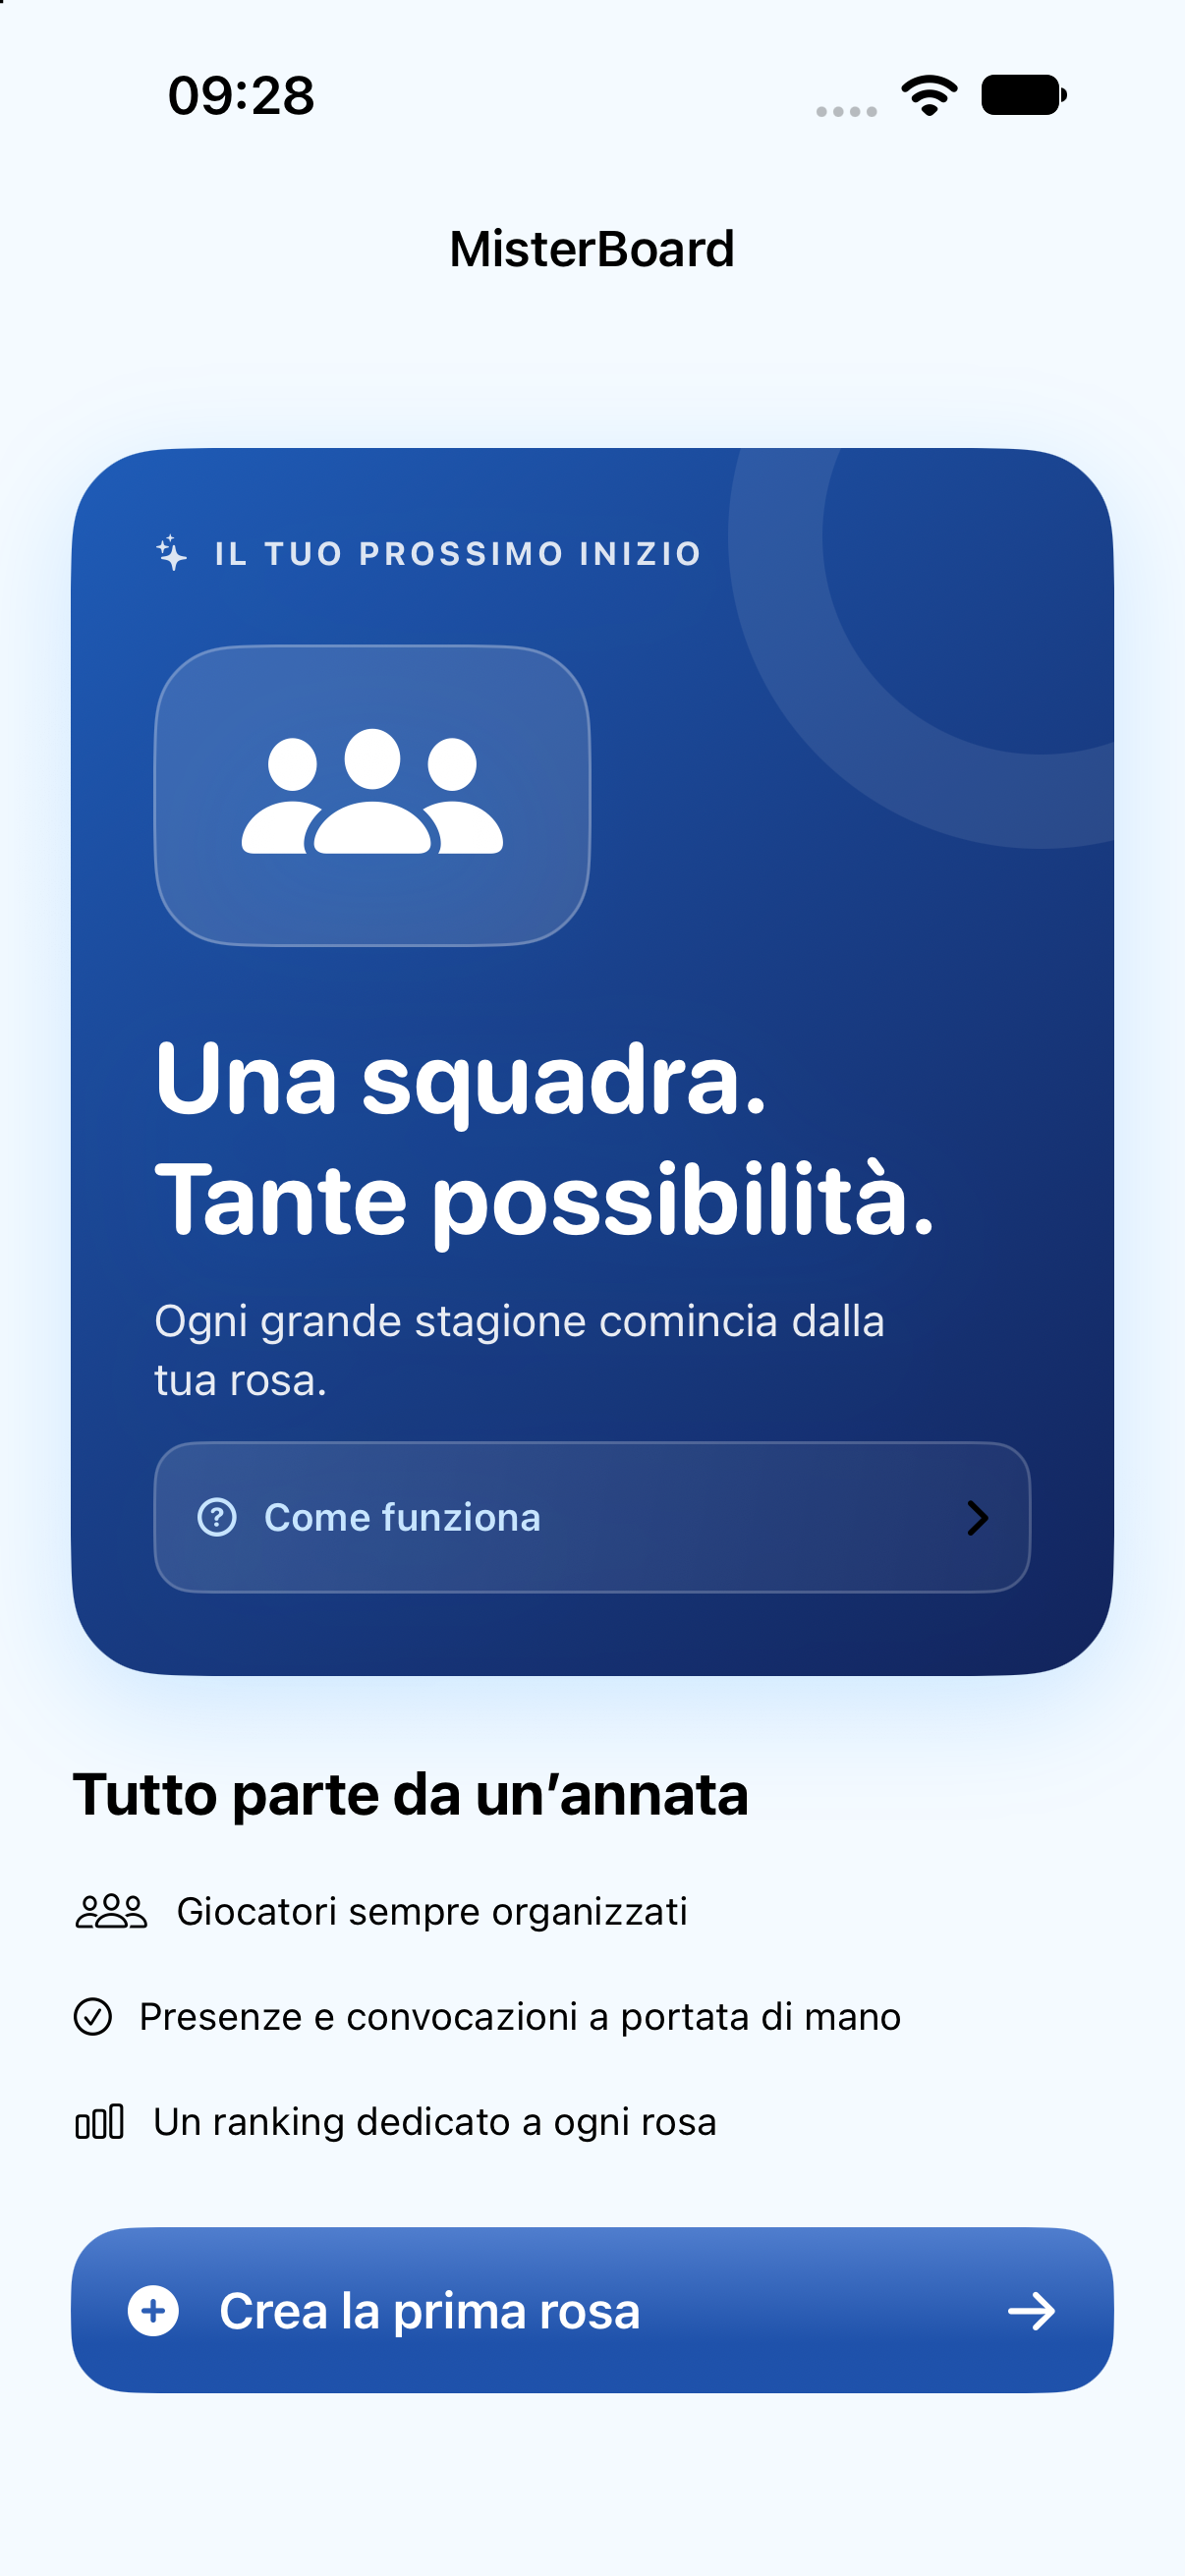 09:28
MisterBoard
IL TUO PROSSIMO INIZIO
Una squadra.
Tante possibilità.
Ogni grande stagione comincia dalla
tua rosa.
Come funziona
Tutto parte da un’annata
Giocatori sempre organizzati
Presenze e convocazioni a portata di mano
Un ranking dedicato a ogni rosa
Crea la prima rosa